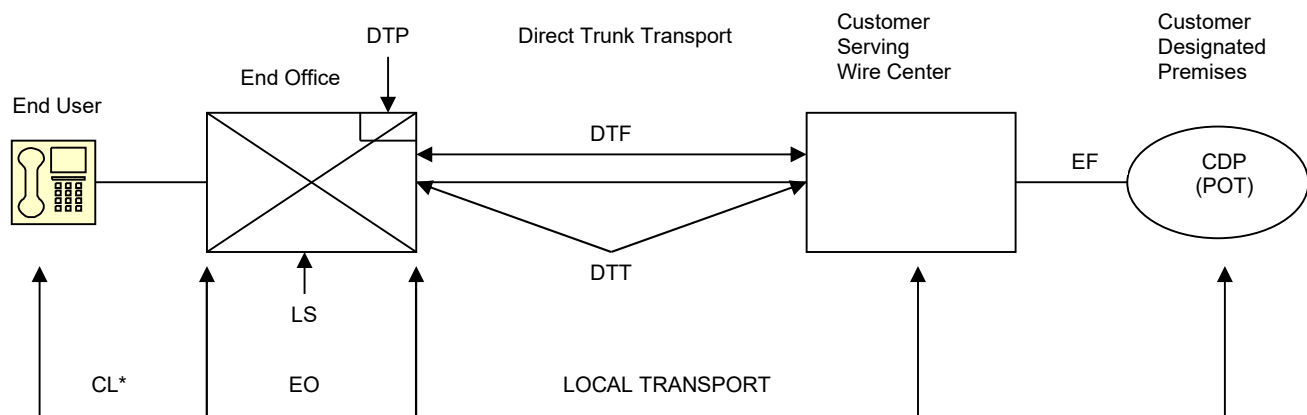 DTP
Direct Trunk Transport
Customer
Serving
Wire Center
Customer
Designated
Premises
End Office
End User
DTF
EF
CDP
(POT)
DTT
LS
CL*
EO
LOCAL TRANSPORT